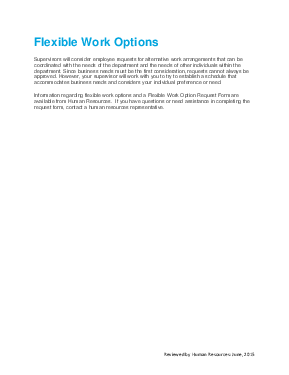 Flexible Work Options
Supervisors will consider employee requests for alternative work arrangements that can be
coordinated with the needs of the department and the needs of other individuals within the
department. Since business needs must be the first consideration, requests cannot always be
approved. However, your supervisor will work with you to try to establish a schedule that
accommodates business needs and considers your individual preference or need.
Information regarding flexible work options and a Flexible Work Option Request Form are
available from Human Resources. If you have questions or need assistance in completing the
request form, contact a human resources representative.
Reviewed by Human Resources June, 2015